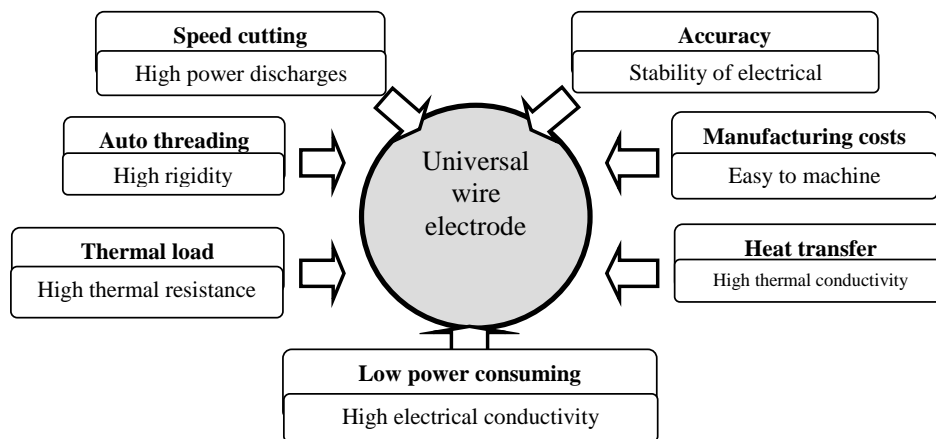 Speed cutting
High power discharges
Accuracy
Stability of electrical
Auto threading
High rigidity
Universal
wire
electrode
Manufacturing costs
Easy to machine
Thermal load
High thermal resistance
Heat transfer
High thermal conductivity
Low power consuming
High electrical conductivity